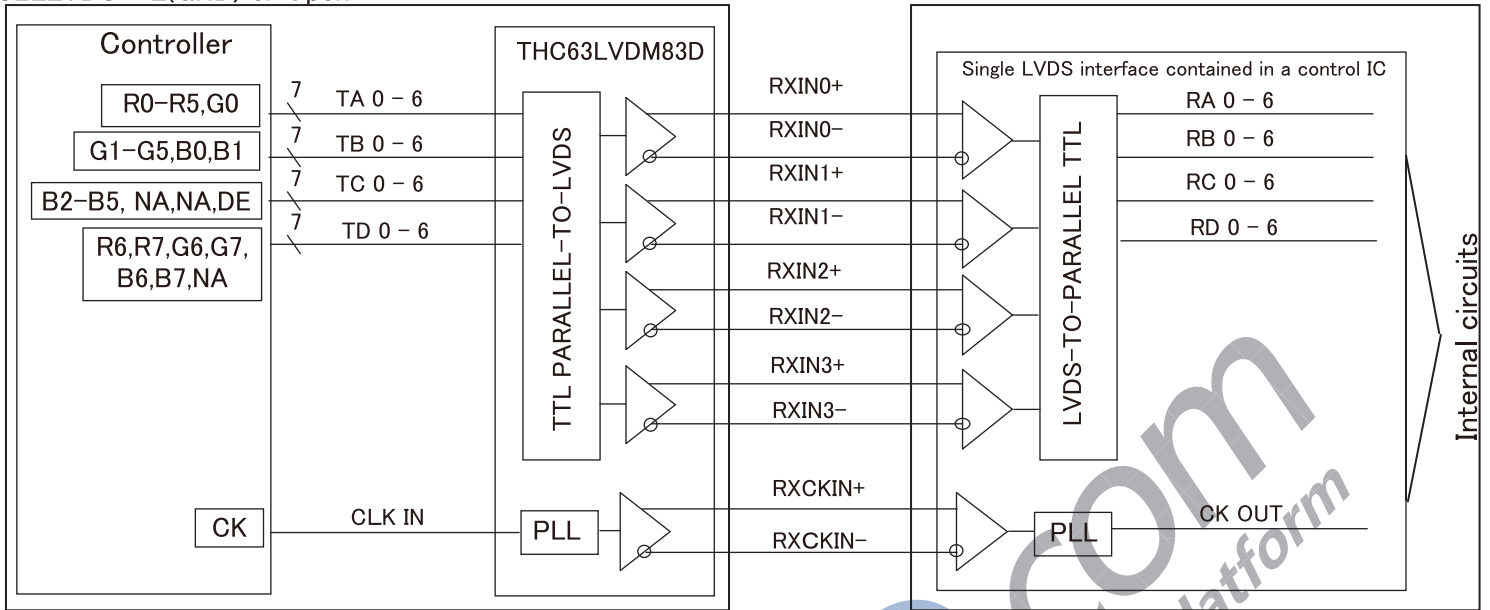 Controller
R0-R5,G0
G1-G5,B0,B1
B2-B5, NA,NA,DE
R6,R7,G6,G7,
B6,B7,NA
CK
7
TA 0 - 6
7
TB 0 - 6
7
TC 0 - 6
7
TD 0 - 6
CLK IN
THC63LVDM83D
TTL PARALLEL-TO-LVDS
PLL
RXIN0+
RXIN0-
RXIN1+
RXIN1-
RXIN2+
RXIN2-
RXIN3+
RXIN3-
RXCKIN+
RXCKIN-
Single LVDS interface contained in a control IC
LVDS-TO-PARALLEL TTL
PLL
RA 0 - 6
RB 0 - 6
RC 0 - 6
RD 0 - 6
CK OUT
Internal circuits
com